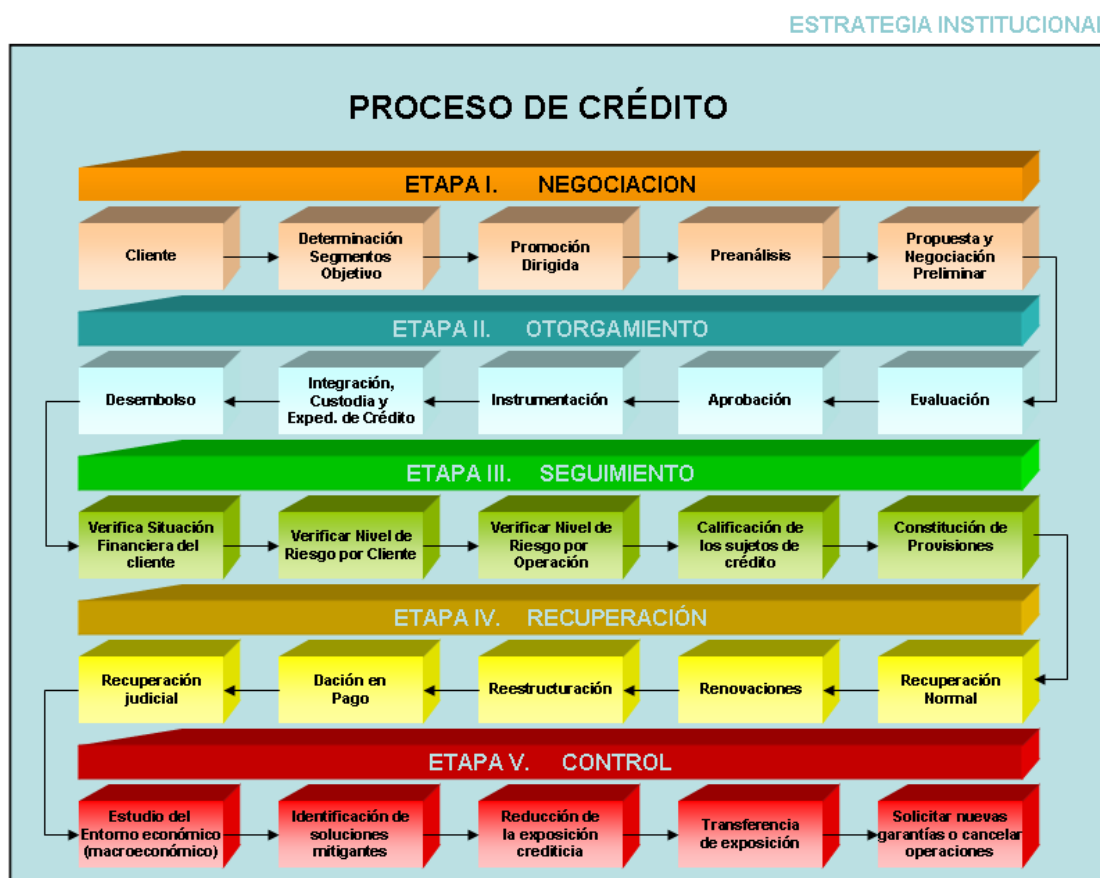 ESTRATEGIA INSTITUCIONAL
PROCESO DE CRÉDITO
ETAPA I. NEGOCIACION
Cliente
Determinación
Segmentos
Objetivo
Promoción
Dirigida
Preanálisis
Propuesta y
Negociación
Preliminar
ETAPA II. OTORGAMIENTO
Desembolso
Integración,
Custodia y
Exped. de Crédito
Instrumentación
Aprobación
Evaluación
ETAPA III. SEGUIMIENTO
Verifica Situación
Financiera del
cliente
Verificar Nivel de
Riesgo por Cliente
Verificar Nivel de
Riesgo por
Operación
Calificación de
los sujetos de
crédito
Constitución de
Provisiones
ETAPA IV. RECUPERACIÓN
Recuperación
judicial
Dación en
Pago
Reestructuración
Renovaciones
Recuperación
Normal
ETAPA V. CONTROL
Estudio del
Entorno económico
(macroeconómico)
Identificación de
soluciones
mitigantes
Reducción de
la exposición
crediticia
Transferencia
de exposición
Solicitar nuevas
garantías o cancelar
operaciones